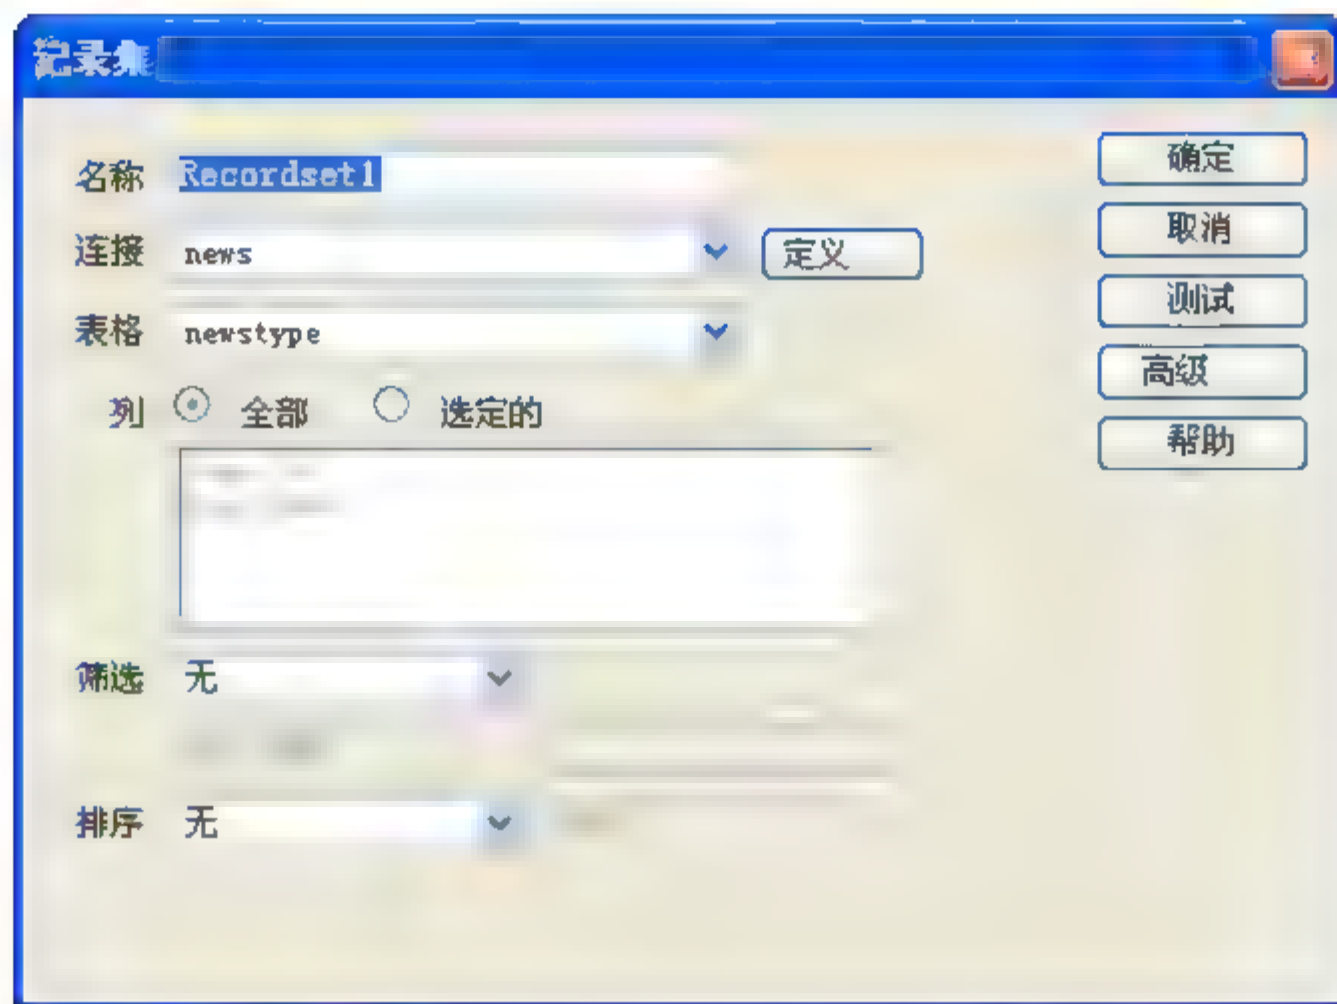 记录集
名称 Recordset1
连接 news 定义
表格 newstype
列 全部 选定的
筛选 无
排序 无
确定
取消
测试
高级
帮助